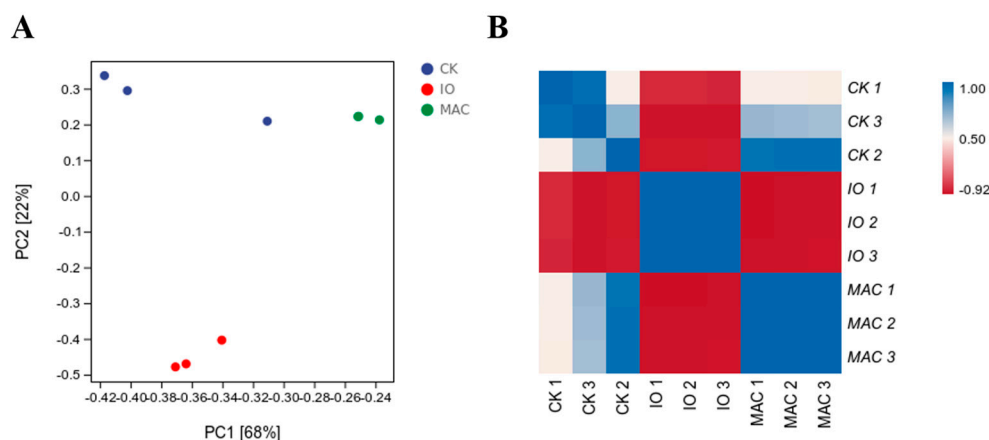 A
B
CK
IO
MAC
0.3
0.2
0.1
0.0
-0.1
-0.2
-0.3
-0.4
-0.5
PC2 [22%]
-0.42 -0.40 -0.38 -0.36 -0.34 -0.32 -0.30 -0.28 -0.26 -0.24
PC1 [68%]
CK 1
CK 3
CK 2
IO 1
IO 2
IO 3
MAC 1
MAC 2
MAC 3
CK 1
CK 3
CK 2
IO 1
IO 2
IO 3
MAC 1
MAC 2
MAC 3
1.00
0.50
-0.92